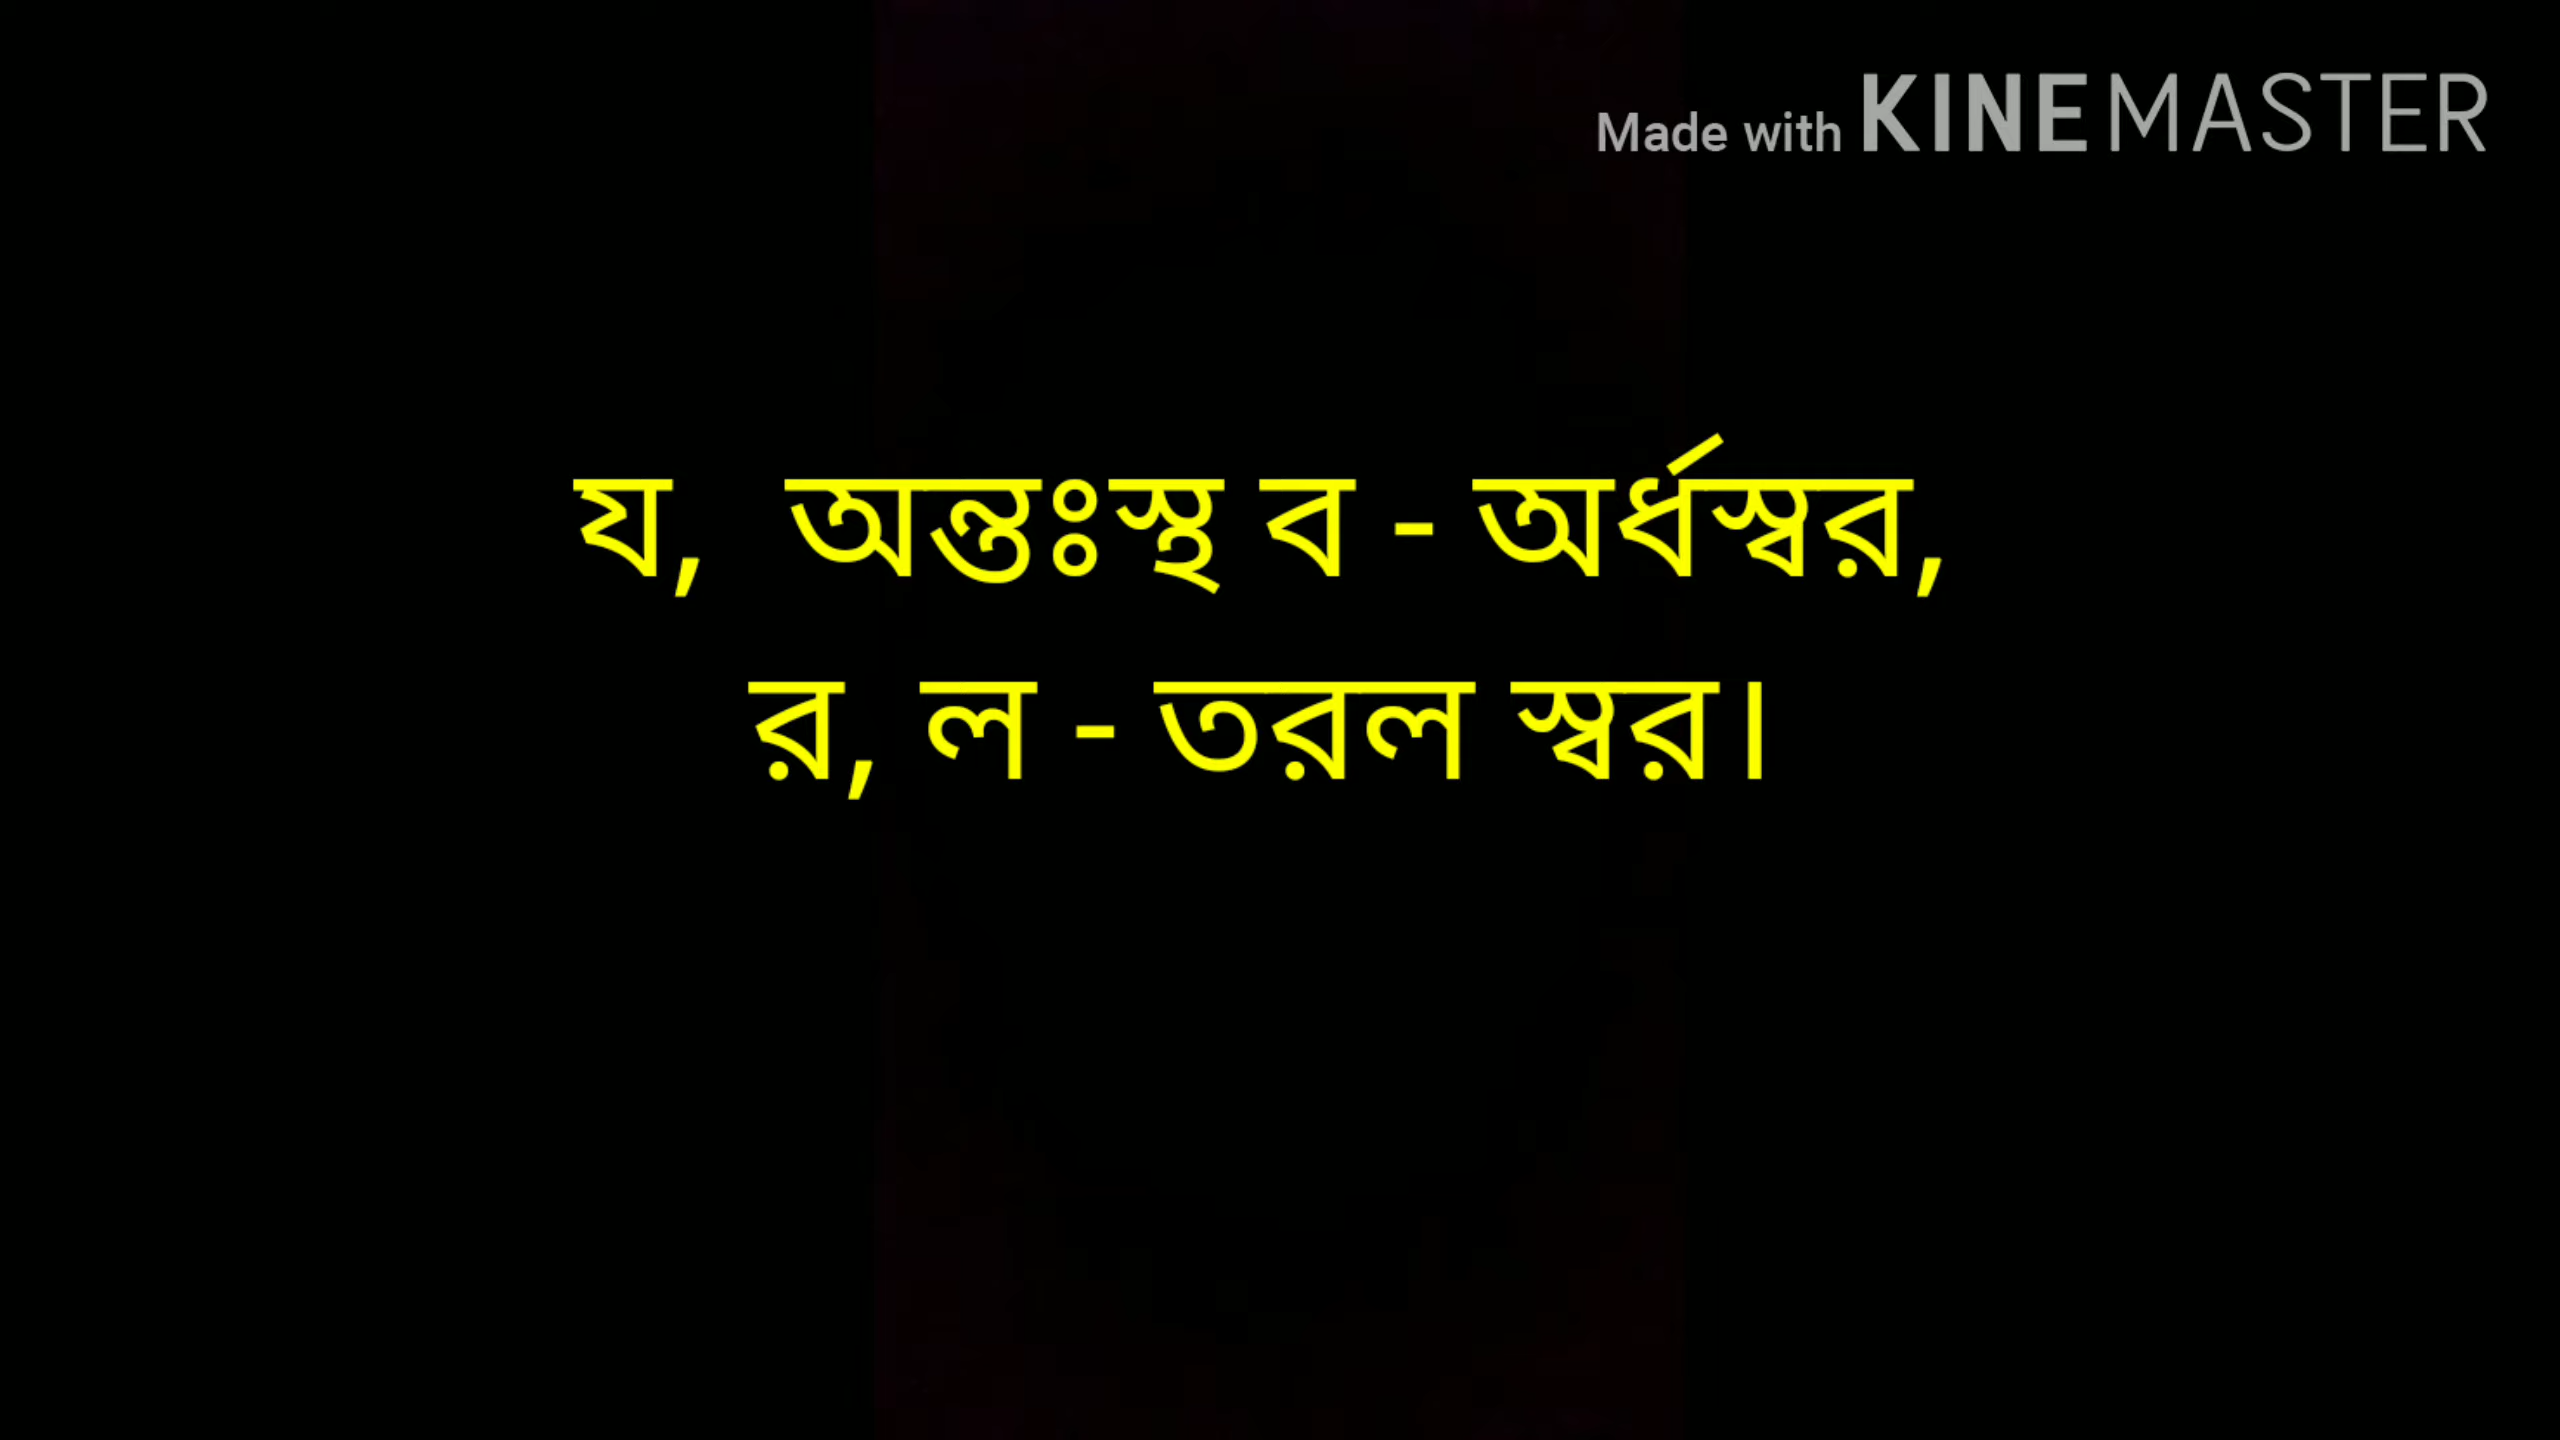 Made with KINEMASTER
য, অন্তঃস্থ ব - অর্ধস্বর,
র, ল - তরল স্বর।